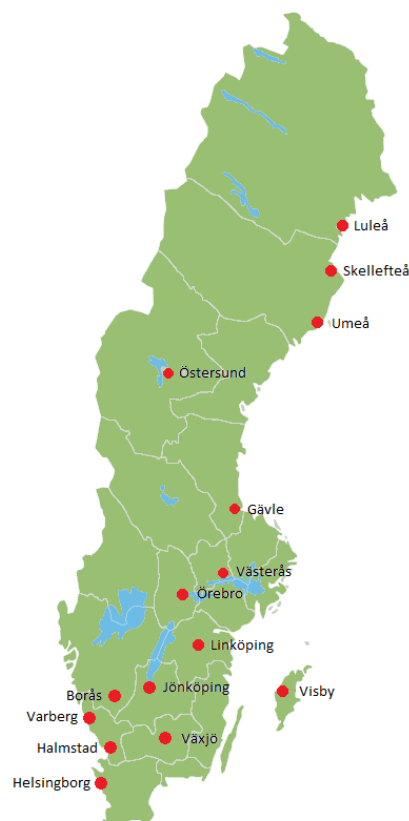 Luleå
Skellefteå
Umeå
Östersund
Gävle
Västerås
Örebro
Linköping
Jönköping
Visby
Borås
Varberg
Växjö
Halmstad
Helsingborg